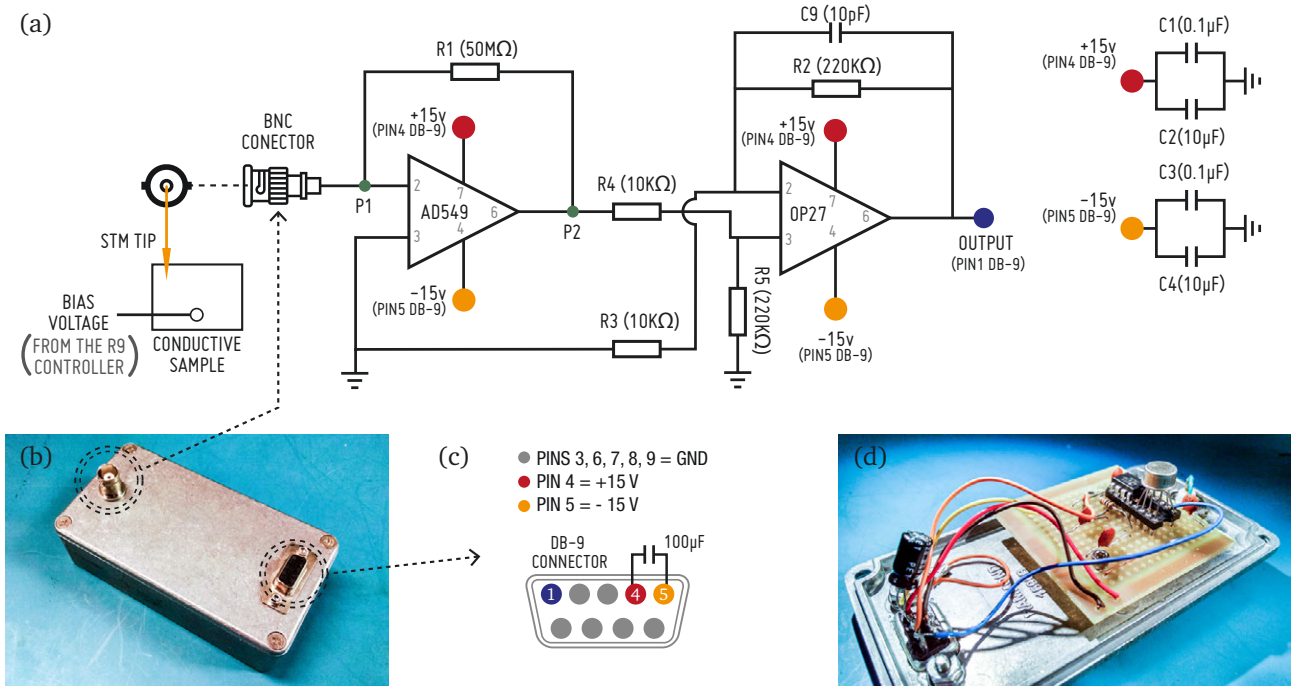 (a)
C9 (10pF)
R1 (50MΩ)
R2 (220KΩ)
C1(0.1µF)
+15v
(PIN4 DB-9)
C2(10µF)
BNC
CONECTOR
+15v
(PIN4 DB-9)
+15v
(PIN4 DB-9)
C3(0.1µF)
-15v
(PIN5 DB-9)
C4(10µF)
2
7
AD549
6
3
4
P1
P2
R4 (10KΩ)
2
7
OP27
6
3
4
OUTPUT
(PIN1 DB-9)
STM TIP
-15v
(PIN5 DB-9)
-15v
(PIN5 DB-9)
R5 (220KΩ)
R3 (10KΩ)
BIAS
VOLTAGE
(FROM THE R9
CONTROLLER)
CONDUCTIVE
SAMPLE
(b)
(c)
PINS 3, 6, 7, 8, 9 = GND
PIN 4 = +15 V
PIN 5 = - 15 V
DB-9
CONNECTOR
100µF
1
4
5
(d)